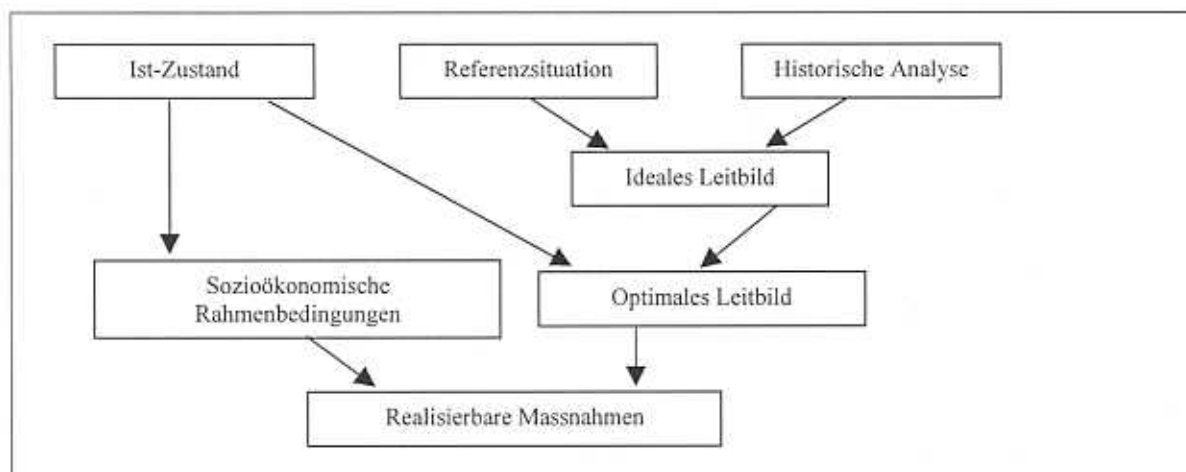 Ist-Zustand
Referenzsituation
Historische Analyse
Ideales Leitbild
Sozioökonomische
Rahmenbedingungen
Optimales Leitbild
Realisierbare Massnahmen